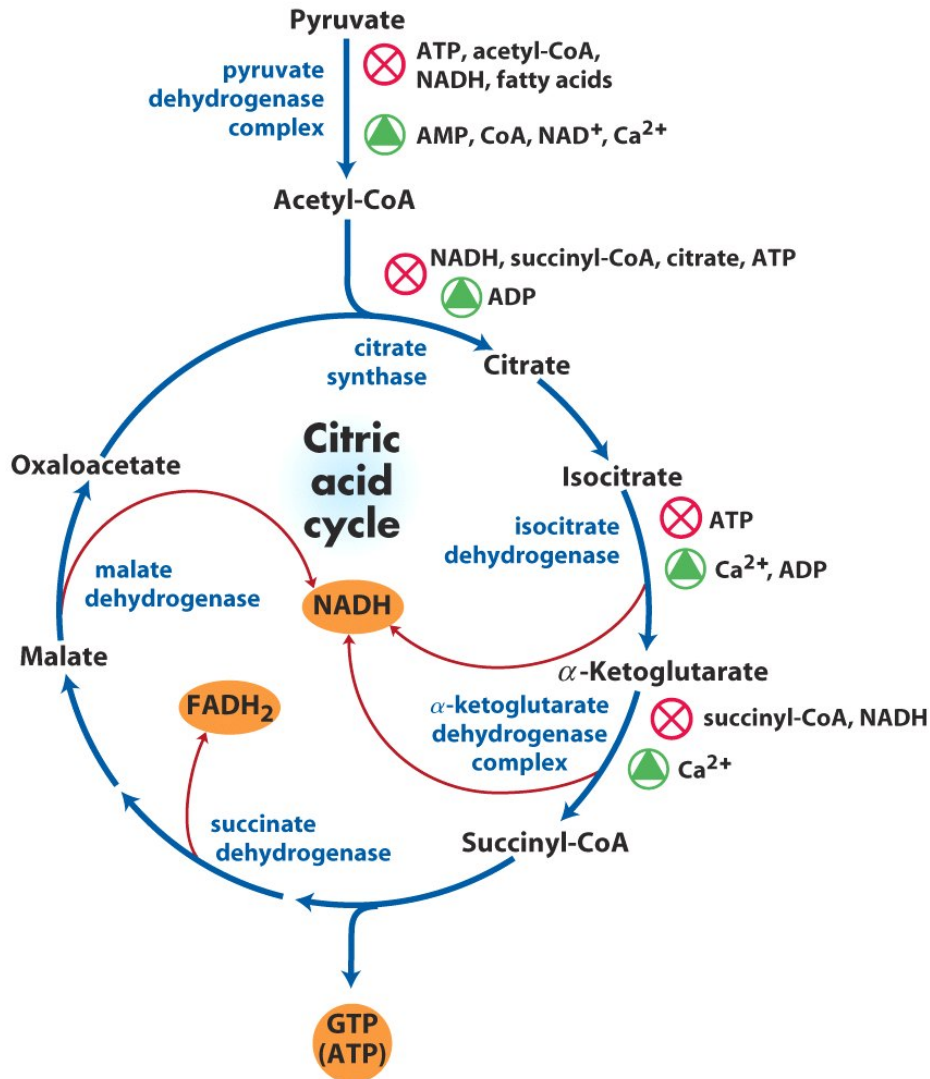 Pyruvate
pyruvate
dehydrogenase
complex
ATP, acetyl-CoA,
NADH, fatty acids
AMP, CoA, NAD⁺, Ca²⁺
Acetyl-CoA
NADH, succinyl-CoA, citrate, ATP
ADP
citrate
synthase
Citrate
Citric
acid
cycle
Oxaloacetate
Isocitrate
isocitrate
dehydrogenase
ATP
Ca²⁺, ADP
malate
dehydrogenase
NADH
Malate
α-Ketoglutarate
FADH₂
α-ketoglutarate
dehydrogenase
complex
succinyl-CoA, NADH
Ca²⁺
succinate
dehydrogenase
Succinyl-CoA
GTP
(ATP)